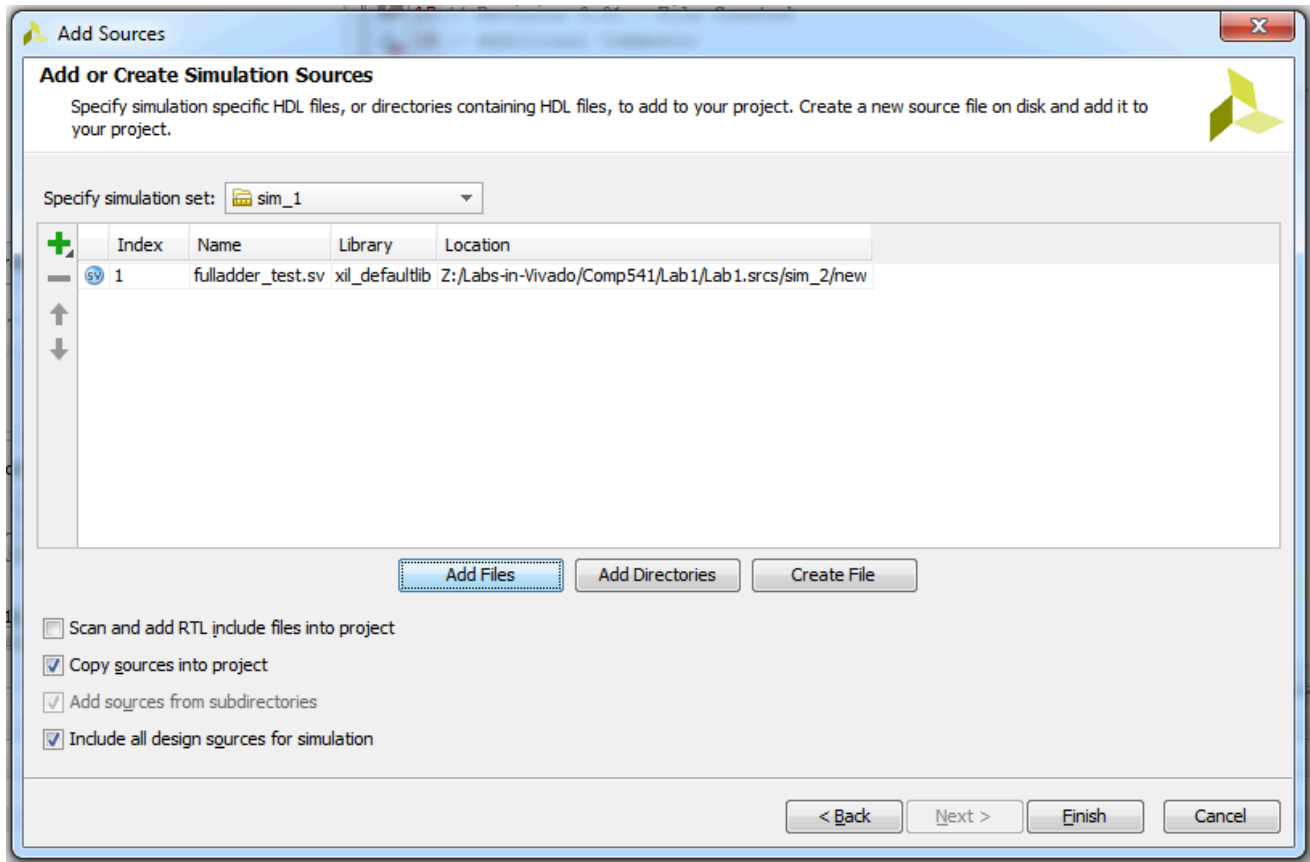 Add Sources
Add or Create Simulation Sources
Specify simulation specific HDL files, or directories containing HDL files, to add to your project. Create a new source file on disk and add it to
your project.
Specify simulation set: sim_1
Index Name Library Location
sv 1 fulladder_test.sv xil_defaultlib Z:/Labs-in-Vivado/Comp541/Lab1/Lab1.srcs/sim_2/new
Add Files Add Directories Create File
Scan and add RTL include files into project
Copy sources into project
Add sources from subdirectories
Include all design sources for simulation
< Back Next > Finish Cancel